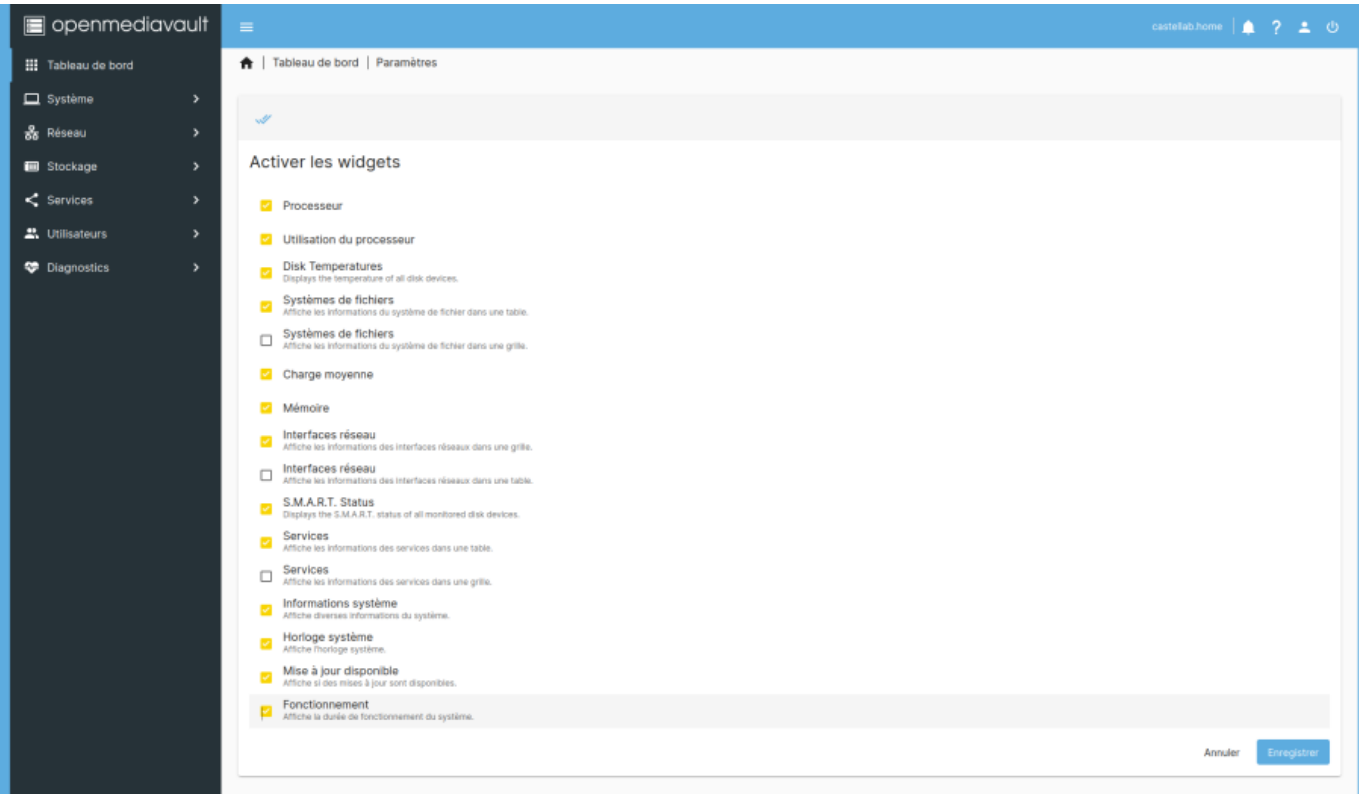 openmediavault
castellab.home
?
Tableau de bord
Système
Réseau
Stockage
Services
Utilisateurs
Diagnostics
| Tableau de bord | Paramètres
Activer les widgets
Processeur
Utilisation du processeur
Disk Temperatures
Displays the temperature of all disk devices.
Systèmes de fichiers
Affiche les informations du système de fichier dans une table.
Systèmes de fichiers
Affiche les informations du système de fichier dans une grille.
Charge moyenne
Mémoire
Interfaces réseau
Affiche les informations des interfaces réseaux dans une grille.
Interfaces réseau
Affiche les informations des interfaces réseaux dans une table.
S.M.A.R.T. Status
Displays the S.M.A.R.T. status of all monitored disk devices.
Services
Affiche les informations des services dans une table.
Services
Affiche les informations des services dans une grille.
Informations système
Affiche diverses informations du système.
Horloge système
Affiche l'horloge système.
Mise à jour disponible
Affiche si des mises à jour sont disponibles.
Fonctionnement
Affiche la durée de fonctionnement du système.
Annuler
Enregistrer